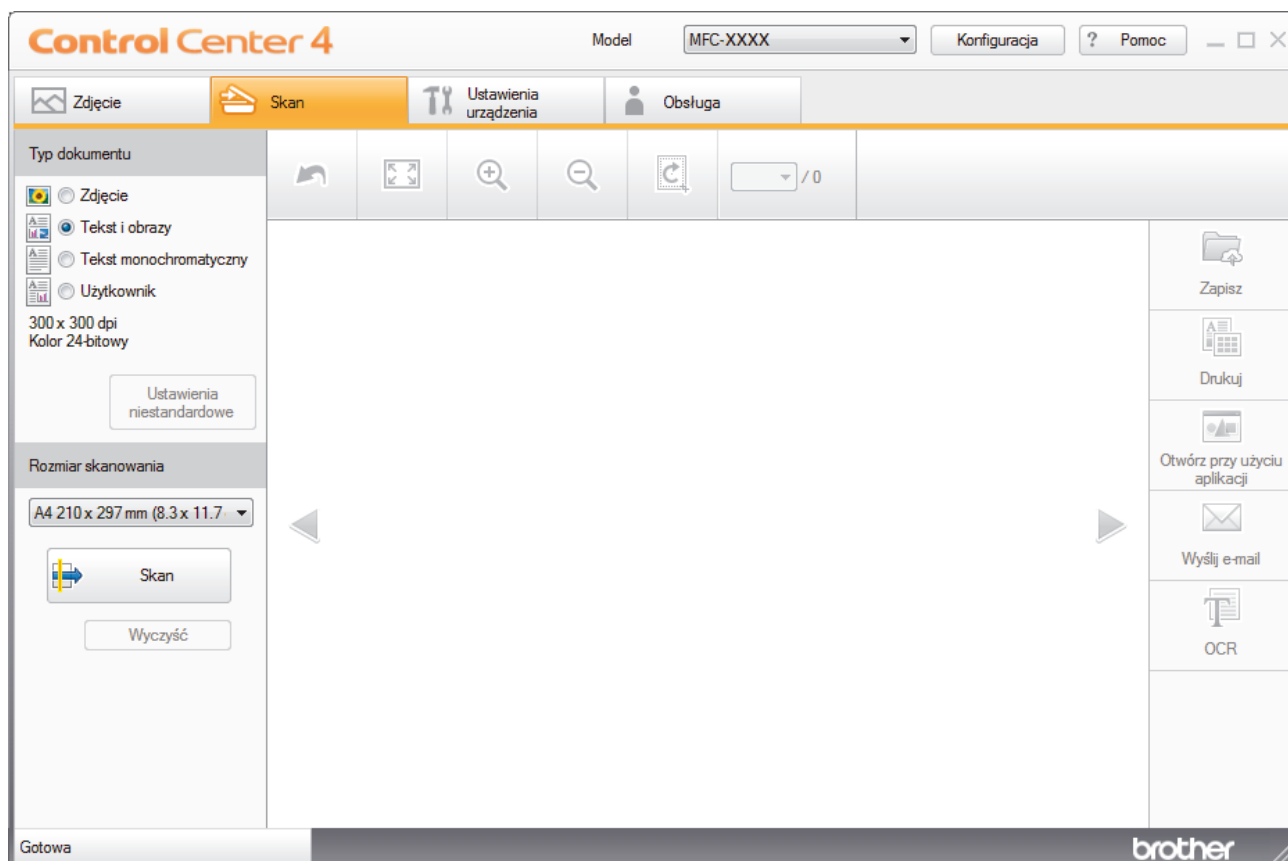 Control Center 4
Model
MFC-XXXX
Konfiguracja
? Pomoc
Zdjęcie
Skan
Ustawienia
urządzenia
Obsługa
Typ dokumentu
/ 0
Zdjęcie
Tekst i obrazy
Tekst monochromatyczny
Użytkownik
300 x 300 dpi
Kolor 24-bitowy
Ustawienia
niestandardowe
Rozmiar skanowania
A4 210 x 297 mm (8.3 x 11.7
Skan
Wyczyść
Zapisz
Drukuj
Otwórz przy użyciu
aplikacji
Wyślij e-mail
OCR
Gotowa
brother